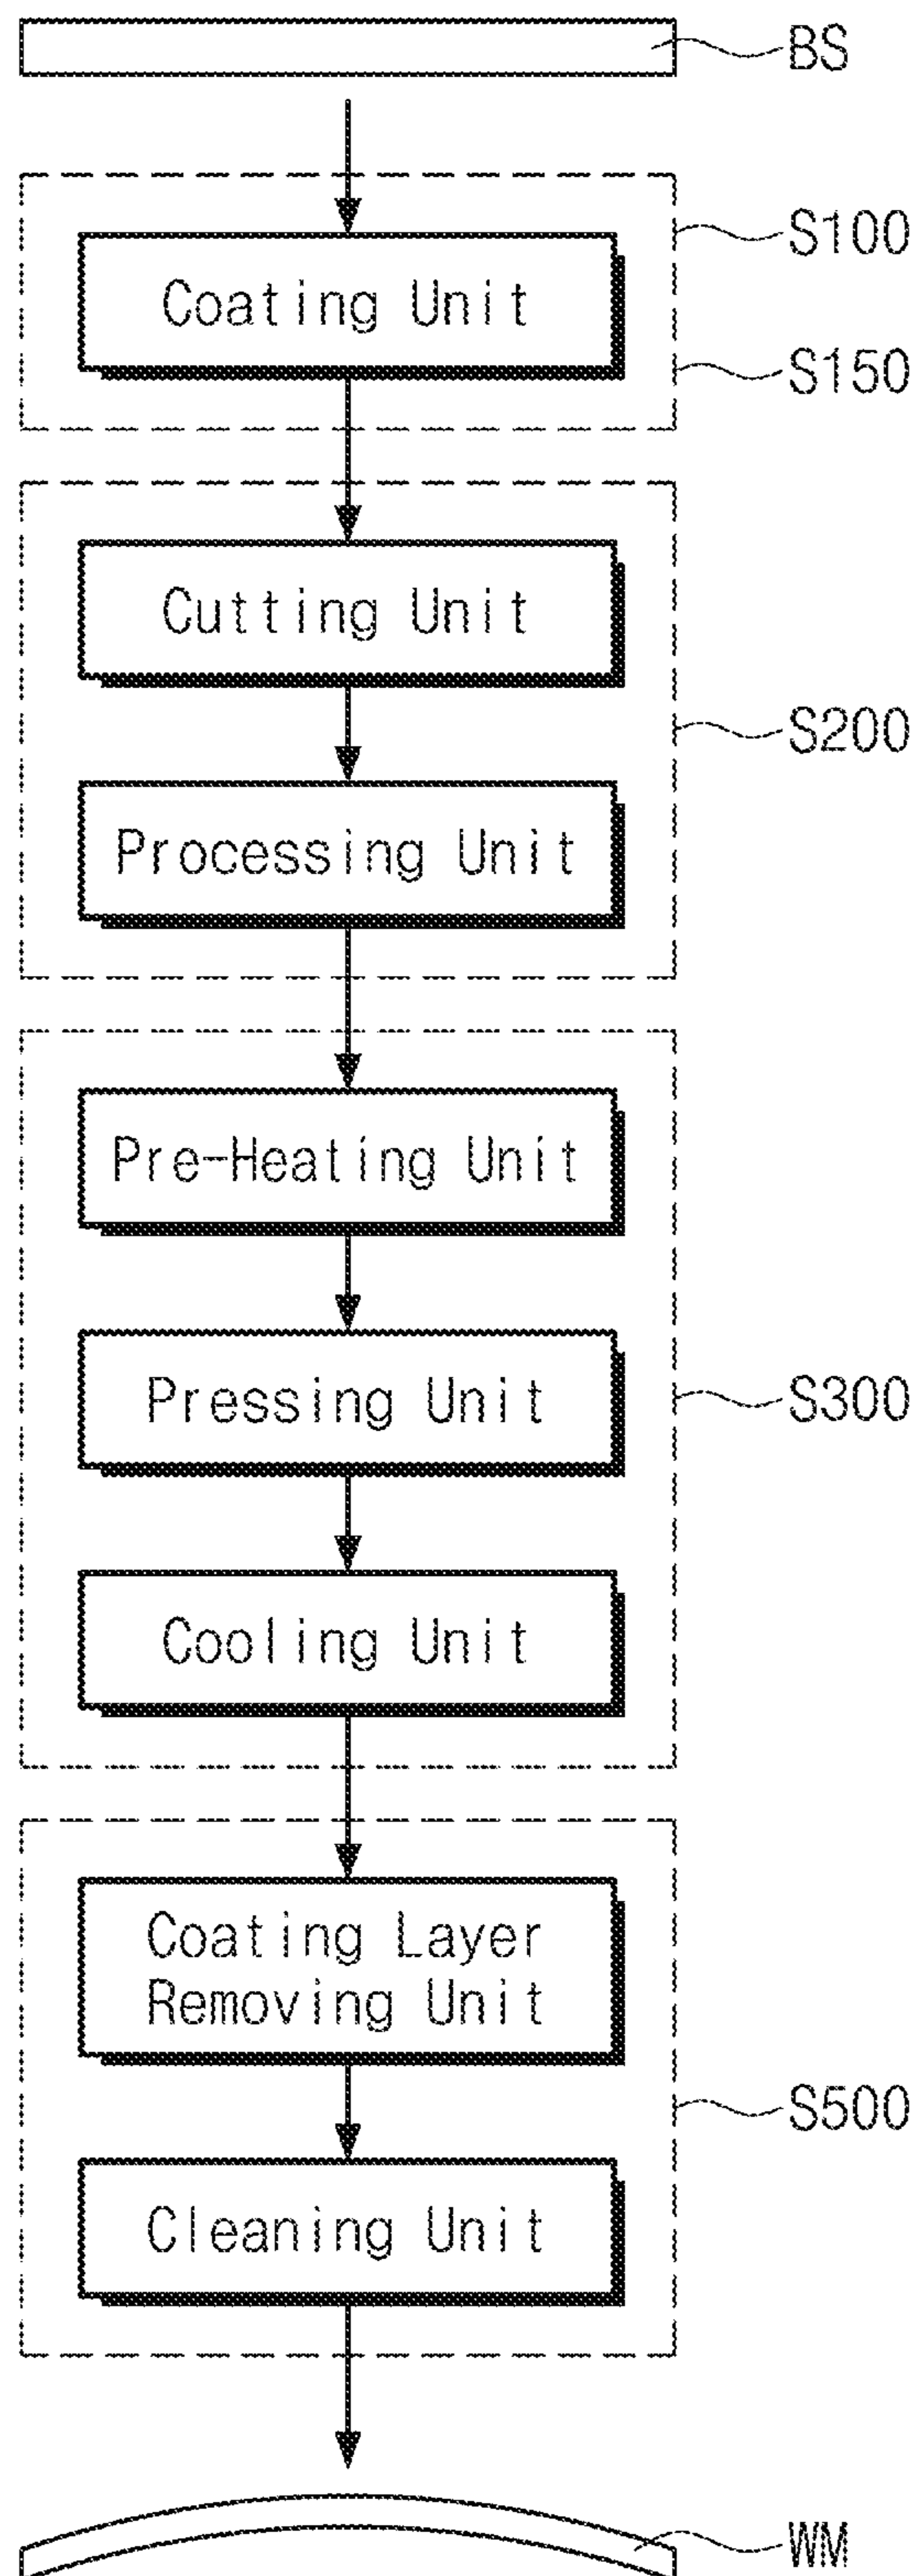 BS
S100
Coating Unit
S150
Cutting Unit
S200
Processing Unit
Pre-Heating Unit
Pressing Unit
S300
Cooling Unit
Coating Layer
Removing Unit
S500
Cleaning Unit
WM